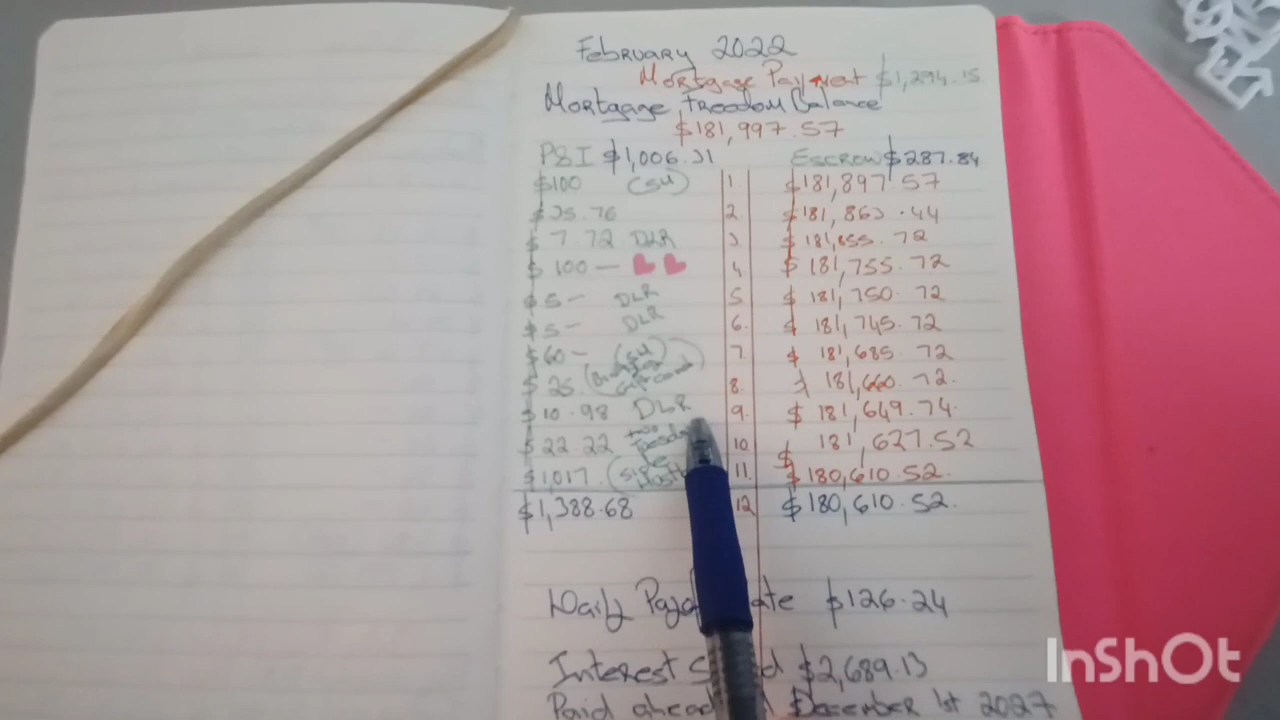 February 2022
Mortgage Payment $1,294.15
Mortgage Freedom Balance
$181,997.57
P&I $1,006.31 Escrow $287.84
$100 (SU) 1. $181,897.57
$35.76 2. $181,863.44
$7.72 DLR 3 $181,855.72
$100 — 4. $181,755.72
$5 — DLR 5 $181,750.72
$5 — DLR 6. $181,745.72
$60 — (SU) 7. $181,685.72
$25 8. $181,660.72.
$10.98 DLR 9. $181,649.74.
$22.22 Tuesday 10. $181,627.52
$1,017. 11. $180,610.52.
$1,388.68 12 $180,610.52.
Daily $126.24
Interest $2,689.13
Paid ahead December 1st 2027
InShOt